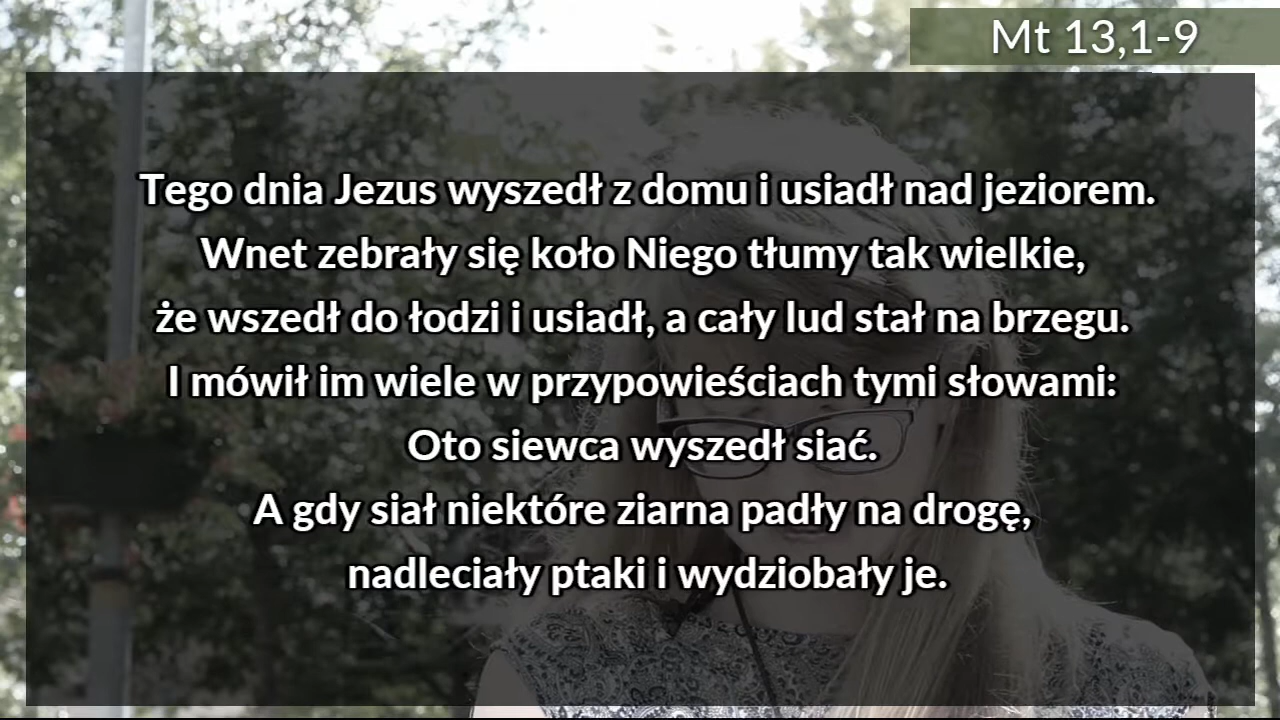 Mt 13,1-9
Tego dnia Jezus wyszedł z domu i usiadł nad jeziorem.
Wnet zebrały się koło Niego tłumy tak wielkie,
że wszedł do łodzi i usiadł, a cały lud stał na brzegu.
I mówił im wiele w przypowieściach tymi słowami:
Oto siewca wyszedł siać.
A gdy siał niektóre ziarna padły na drogę,
nadleciały ptaki i wydziobały je.